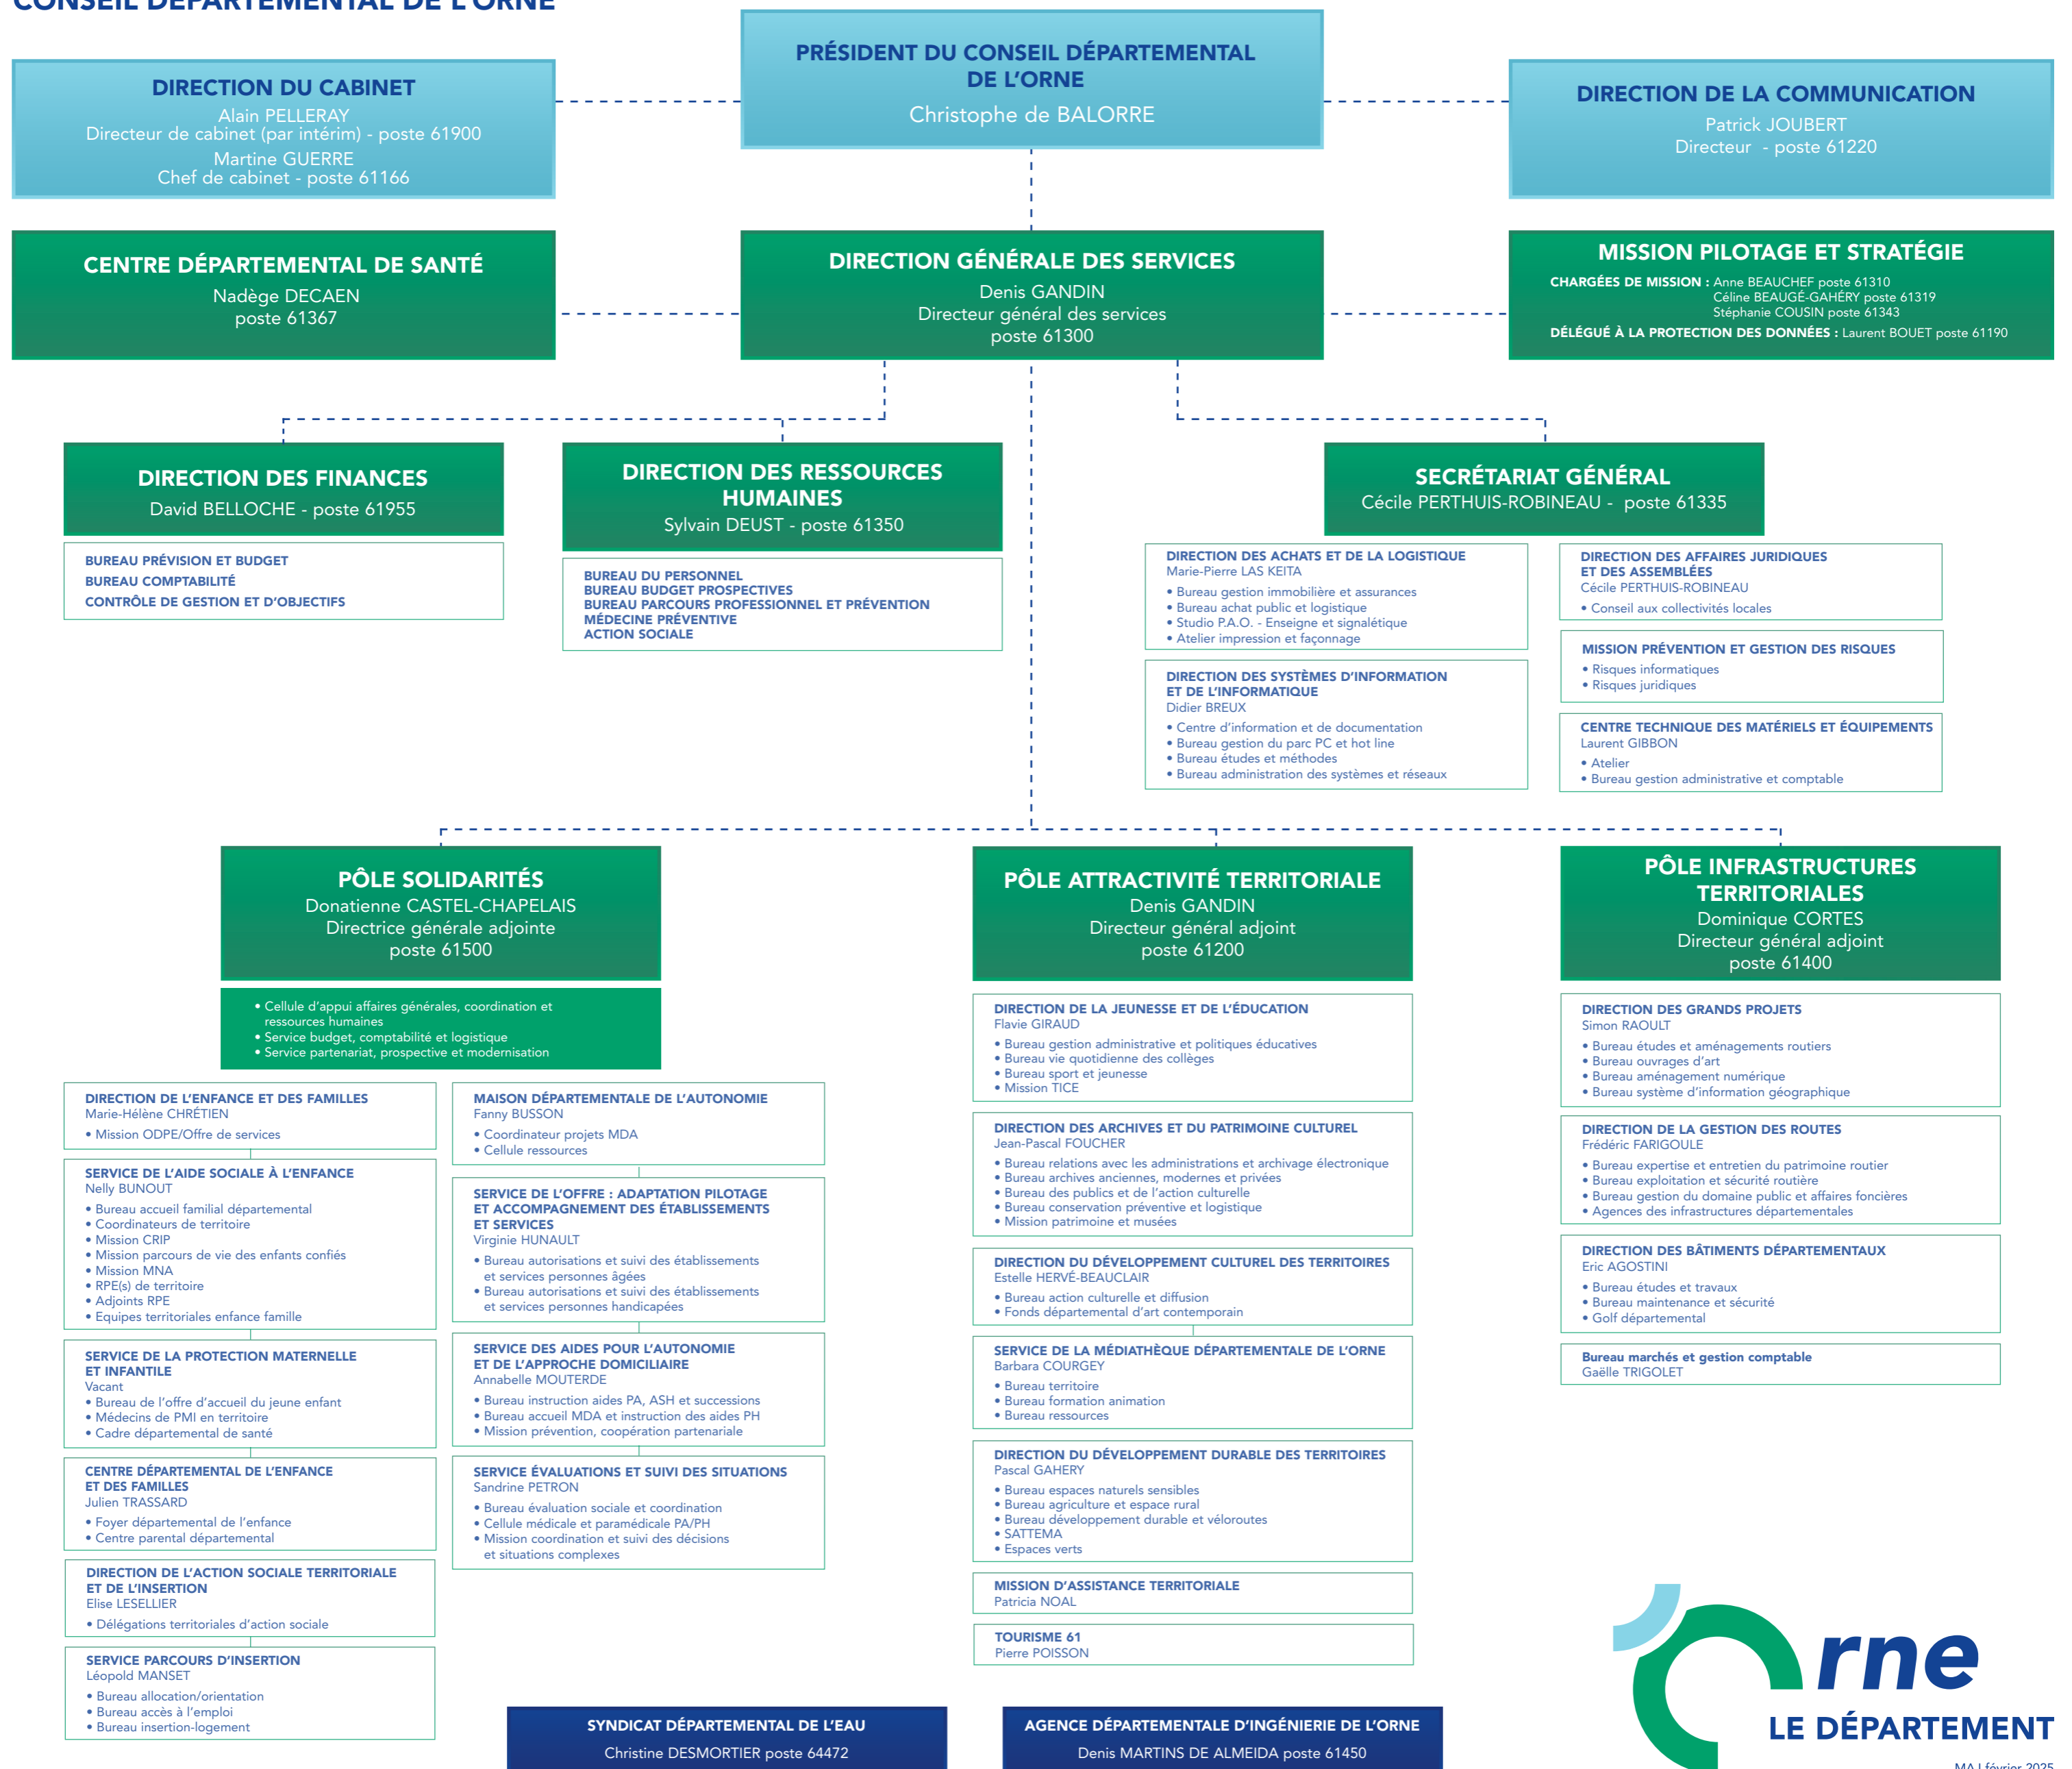 CONSEIL DÉPARTEMENTAL DE L'ORNE
PRÉSIDENT DU CONSEIL DÉPARTEMENTAL
DE L'ORNE
Christophe de BALORRE
DIRECTION DU CABINET
Alain PELLERAY
Directeur de cabinet (par intérim) - poste 61900
Martine GUERRE
Chef de cabinet - poste 61166
DIRECTION DE LA COMMUNICATION
Patrick JOUBERT
Directeur - poste 61220
CENTRE DÉPARTEMENTAL DE SANTÉ
Nadège DECAEN
poste 61367
DIRECTION GÉNÉRALE DES SERVICES
Denis GANDIN
Directeur général des services
poste 61300
MISSION PILOTAGE ET STRATÉGIE
CHARGÉES DE MISSION : Anne BEAUCHEF poste 61310
Céline BEAUGÉ-GAHÉRY poste 61319
Stéphanie COUSIN poste 61343
DÉLÉGUÉ À LA PROTECTION DES DONNÉES : Laurent BOUET poste 61190
DIRECTION DES FINANCES
David BELLOCHE - poste 61955
BUREAU PRÉVISION ET BUDGET
BUREAU COMPTABILITÉ
CONTRÔLE DE GESTION ET D'OBJECTIFS
DIRECTION DES RESSOURCES
HUMAINES
Sylvain DEUST - poste 61350
BUREAU DU PERSONNEL
BUREAU BUDGET PROSPECTIVES
BUREAU PARCOURS PROFESSIONNEL ET PRÉVENTION
MÉDECINE PRÉVENTIVE
ACTION SOCIALE
SECRÉTARIAT GÉNÉRAL
Cécile PERTHUIS-ROBINEAU - poste 61335
DIRECTION DES ACHATS ET DE LA LOGISTIQUE
Marie-Pierre LAS KEITA
• Bureau gestion immobilière et assurances
• Bureau achat public et logistique
• Studio P.A.O. - Enseigne et signalétique
• Atelier impression et façonnage
DIRECTION DES SYSTÈMES D'INFORMATION
ET DE L'INFORMATIQUE
Didier BREUX
• Centre d'information et de documentation
• Bureau gestion du parc PC et hot line
• Bureau études et méthodes
• Bureau administration des systèmes et réseaux
DIRECTION DES AFFAIRES JURIDIQUES
ET DES ASSEMBLÉES
Cécile PERTHUIS-ROBINEAU
• Conseil aux collectivités locales
MISSION PRÉVENTION ET GESTION DES RISQUES
• Risques informatiques
• Risques juridiques
CENTRE TECHNIQUE DES MATÉRIELS ET ÉQUIPEMENTS
Laurent GIBBON
• Atelier
• Bureau gestion administrative et comptable
PÔLE SOLIDARITÉS
Donatienne CASTEL-CHAPELAIS
Directrice générale adjointe
poste 61500
• Cellule d'appui affaires générales, coordination et
ressources humaines
• Service budget, comptabilité et logistique
• Service partenariat, prospective et modernisation
DIRECTION DE L'ENFANCE ET DES FAMILLES
Marie-Hélène CHRÉTIEN
• Mission ODPE/Offre de services
SERVICE DE L'AIDE SOCIALE À L'ENFANCE
Nelly BUNOUT
• Bureau accueil familial départemental
• Coordinateurs de territoire
• Mission CRIP
• Mission parcours de vie des enfants confiés
• Mission MNA
• RPE(s) de territoire
• Adjoints RPE
• Equipes territoriales enfance famille
SERVICE DE LA PROTECTION MATERNELLE
ET INFANTILE
Vacant
• Bureau de l'offre d'accueil du jeune enfant
• Médecins de PMI en territoire
• Cadre départemental de santé
CENTRE DÉPARTEMENTAL DE L'ENFANCE
ET DES FAMILLES
Julien TRASSARD
• Foyer départemental de l'enfance
• Centre parental départemental
DIRECTION DE L'ACTION SOCIALE TERRITORIALE
ET DE L'INSERTION
Elise LESELLIER
• Délégations territoriales d'action sociale
SERVICE PARCOURS D'INSERTION
Léopold MANSET
• Bureau allocation/orientation
• Bureau accès à l'emploi
• Bureau insertion-logement
MAISON DÉPARTEMENTALE DE L'AUTONOMIE
Fanny BUSSON
• Coordinateur projets MDA
• Cellule ressources
SERVICE DE L'OFFRE : ADAPTATION PILOTAGE
ET ACCOMPAGNEMENT DES ÉTABLISSEMENTS
ET SERVICES
Virginie HUNAULT
• Bureau autorisations et suivi des établissements
et services personnes âgées
• Bureau autorisations et suivi des établissements
et services personnes handicapées
SERVICE DES AIDES POUR L'AUTONOMIE
ET DE L'APPROCHE DOMICILIAIRE
Annabelle MOUTERDE
• Bureau instruction aides PA, ASH et successions
• Bureau accueil MDA et instruction des aides PH
• Mission prévention, coopération partenariale
SERVICE ÉVALUATIONS ET SUIVI DES SITUATIONS
Sandrine PETRON
• Bureau évaluation sociale et coordination
• Cellule médicale et paramédicale PA/PH
• Mission coordination et suivi des décisions
et situations complexes
PÔLE ATTRACTIVITÉ TERRITORIALE
Denis GANDIN
Directeur général adjoint
poste 61200
DIRECTION DE LA JEUNESSE ET DE L'ÉDUCATION
Flavie GIRAUD
• Bureau gestion administrative et politiques éducatives
• Bureau vie quotidienne des collèges
• Bureau sport et jeunesse
• Mission TICE
DIRECTION DES ARCHIVES ET DU PATRIMOINE CULTUREL
Jean-Pascal FOUCHER
• Bureau relations avec les administrations et archivage électronique
• Bureau archives anciennes, modernes et privées
• Bureau des publics et de l'action culturelle
• Bureau conservation préventive et logistique
• Mission patrimoine et musées
DIRECTION DU DÉVELOPPEMENT CULTUREL DES TERRITOIRES
Estelle HERVÉ-BEAUCLAIR
• Bureau action culturelle et diffusion
• Fonds départemental d'art contemporain
SERVICE DE LA MÉDIATHÈQUE DÉPARTEMENTALE DE L'ORNE
Barbara COURGEY
• Bureau territoire
• Bureau formation animation
• Bureau ressources
DIRECTION DU DÉVELOPPEMENT DURABLE DES TERRITOIRES
Pascal GAHERY
• Bureau espaces naturels sensibles
• Bureau agriculture et espace rural
• Bureau développement durable et véloroutes
• SATTEMA
• Espaces verts
MISSION D'ASSISTANCE TERRITORIALE
Patricia NOAL
TOURISME 61
Pierre POISSON
PÔLE INFRASTRUCTURES
TERRITORIALES
Dominique CORTES
Directeur général adjoint
poste 61400
DIRECTION DES GRANDS PROJETS
Simon RAOULT
• Bureau études et aménagements routiers
• Bureau ouvrages d'art
• Bureau aménagement numérique
• Bureau système d'information géographique
DIRECTION DE LA GESTION DES ROUTES
Frédéric FARIGOULE
• Bureau expertise et entretien du patrimoine routier
• Bureau exploitation et sécurité routière
• Bureau gestion du domaine public et affaires foncières
• Agences des infrastructures départementales
DIRECTION DES BÂTIMENTS DÉPARTEMENTAUX
Eric AGOSTINI
• Bureau études et travaux
• Bureau maintenance et sécurité
• Golf départemental
Bureau marchés et gestion comptable
Gaëlle TRIGOLET
SYNDICAT DÉPARTEMENTAL DE L'EAU
Christine DESMORTIER poste 64472
AGENCE DÉPARTEMENTALE D'INGÉNIERIE DE L'ORNE
Denis MARTINS DE ALMEIDA poste 61450
Orne
LE DÉPARTEMENT
MAJ février 2025